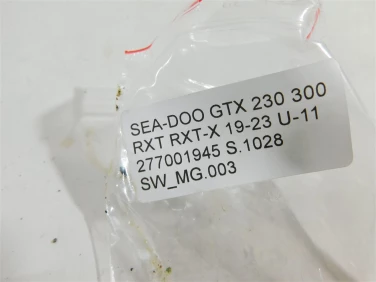 SEA-DOO GTX 230 300
RXT RXT-X 19-23 U-11
277001945 S.1028
SW_MG.003